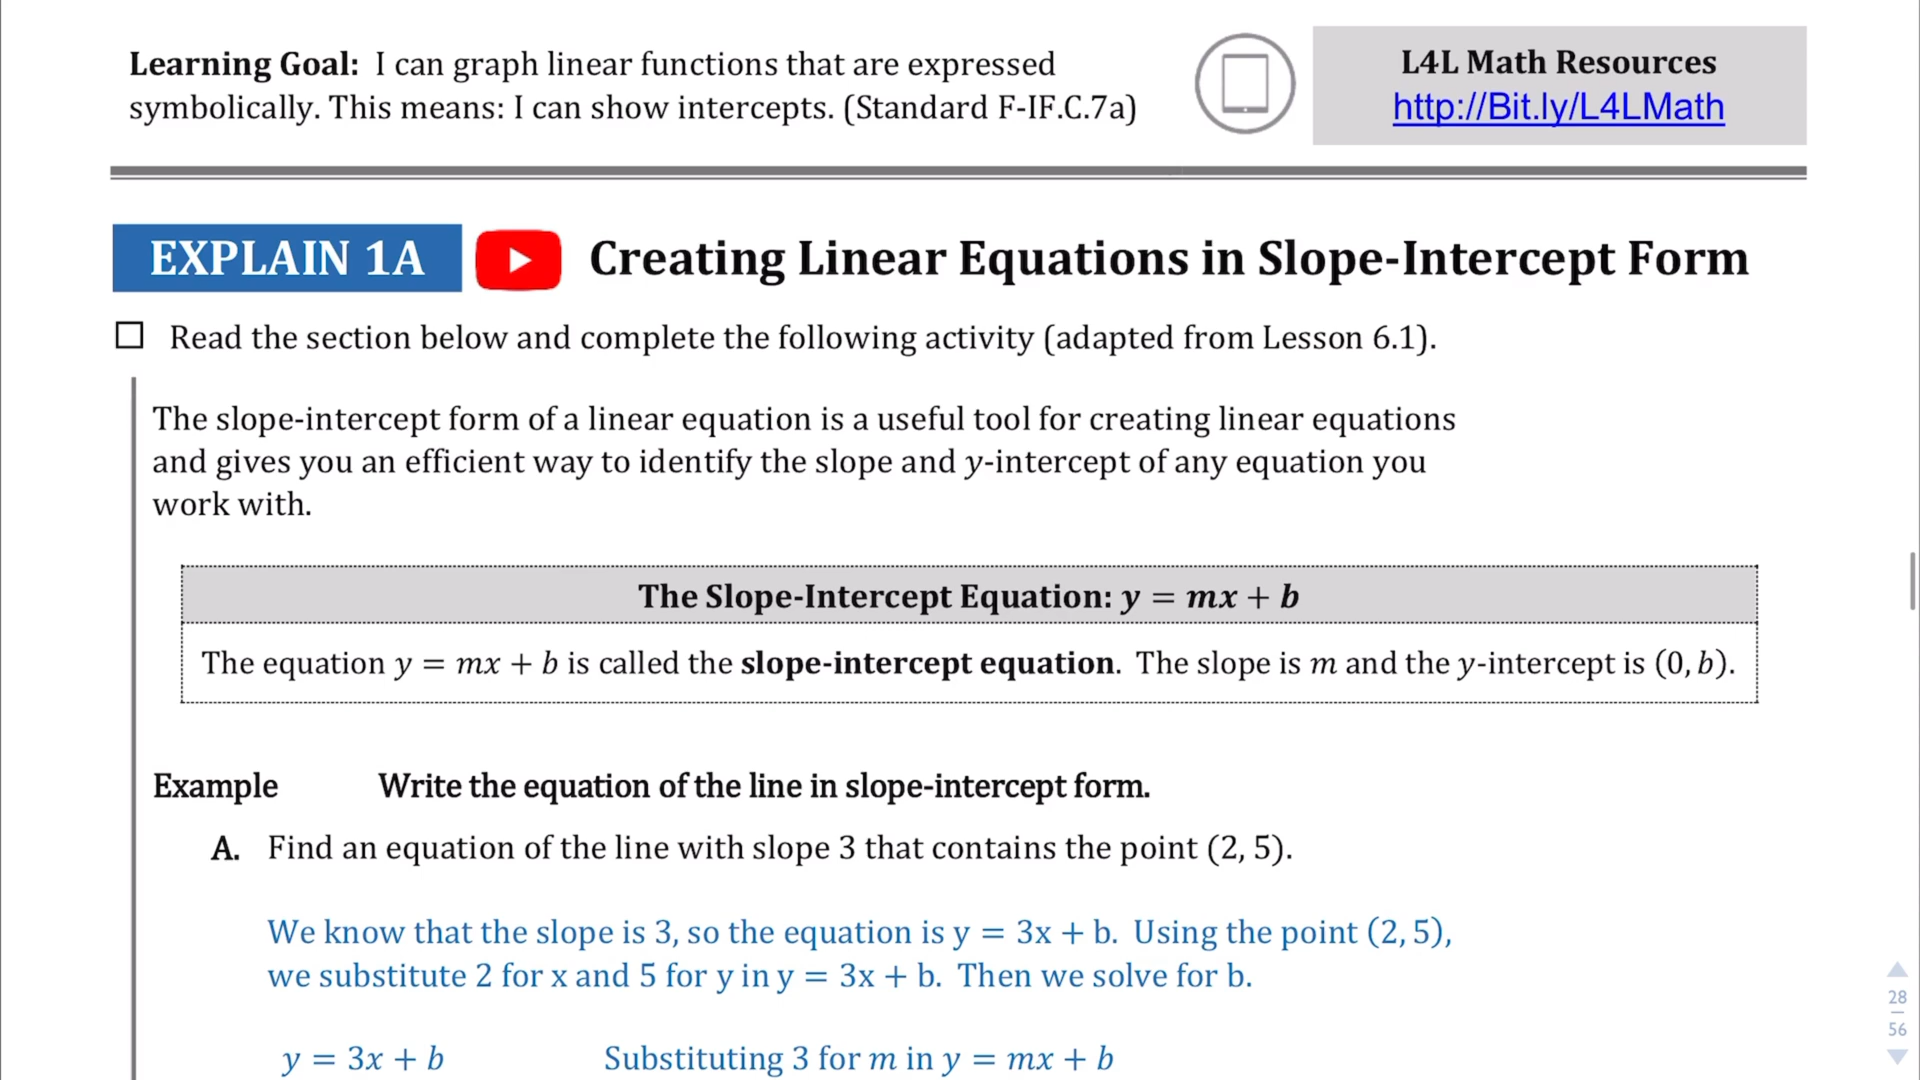 Learning Goal: I can graph linear functions that are expressed
symbolically. This means: I can show intercepts. (Standard F-IF.C.7a)
L4L Math Resources
http://Bit.ly/L4LMath
EXPLAIN 1A
Creating Linear Equations in Slope-Intercept Form
Read the section below and complete the following activity (adapted from Lesson 6.1).
The slope-intercept form of a linear equation is a useful tool for creating linear equations
and gives you an efficient way to identify the slope and y-intercept of any equation you
work with.
The Slope-Intercept Equation: y = mx + b
The equation y = mx + b is called the slope-intercept equation. The slope is m and the y-intercept is (0, b).
Example Write the equation of the line in slope-intercept form.
A. Find an equation of the line with slope 3 that contains the point (2, 5).
We know that the slope is 3, so the equation is y = 3x + b. Using the point (2, 5),
we substitute 2 for x and 5 for y in y = 3x + b. Then we solve for b.
y = 3x + b Substituting 3 for m in y = mx + b
28
56